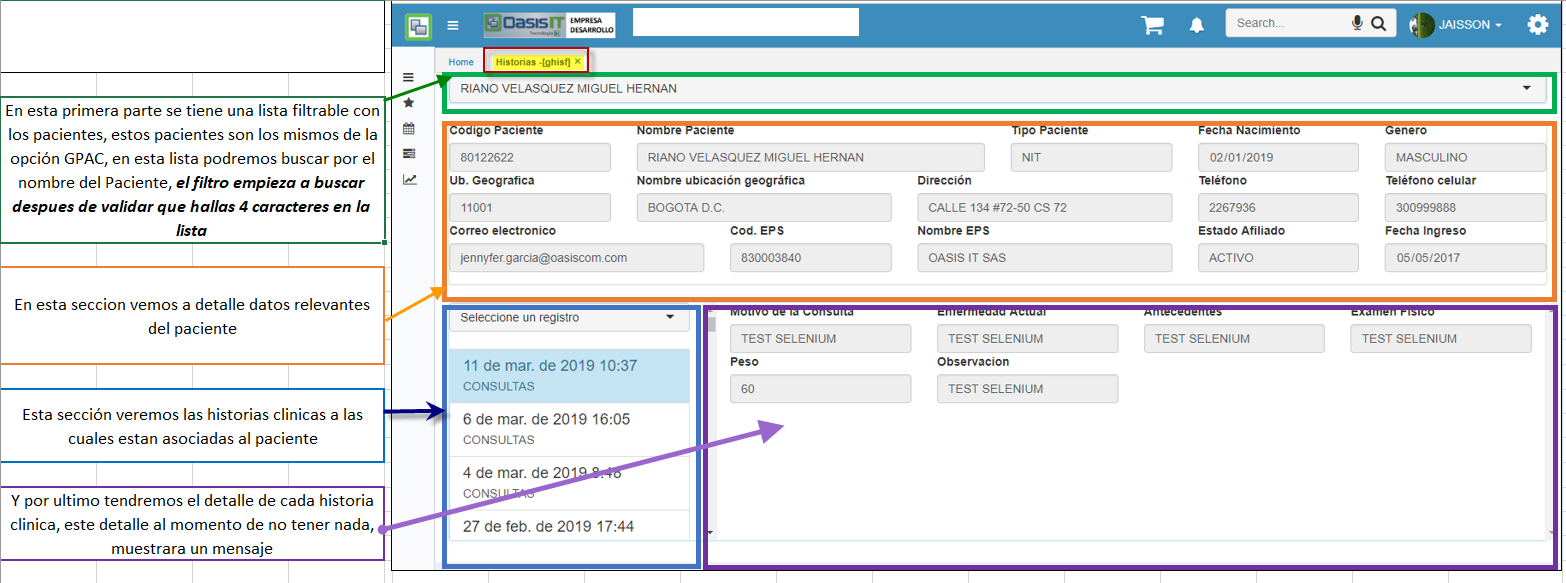 OasisIT
Tecnología
EMPRESA
DESARROLLO
Search...
JAISSON
Home
Historias -[ghisf] ×
RIANO VELASQUEZ MIGUEL HERNAN
En esta primera parte se tiene una lista filtrable con
los pacientes, estos pacientes son los mismos de la
opción GPAC, en esta lista podremos buscar por el
nombre del Paciente, el filtro empieza a buscar
despues de validar que hallas 4 caracteres en la
lista
Código Paciente Nombre Paciente Tipo Paciente Fecha Nacimiento Genero
80122622 RIANO VELASQUEZ MIGUEL HERNAN NIT 02/01/2019 MASCULINO
Ub. Geografica Nombre ubicación geográfica Dirección Teléfono Teléfono celular
11001 BOGOTA D.C. CALLE 134 #72-50 CS 72 2267936 300999888
Correo electronico Cod. EPS Nombre EPS Estado Afiliado Fecha Ingreso
jennyfer.garcia@oasiscom.com 830003840 OASIS IT SAS ACTIVO 05/05/2017
En esta seccion vemos a detalle datos relevantes
del paciente
Seleccione un registro
11 de mar. de 2019 10:37
CONSULTAS
6 de mar. de 2019 16:05
CONSULTAS
4 de mar. de 2019 8:48
CONSULTAS
27 de feb. de 2019 17:44
Esta sección veremos las historias clinicas a las
cuales estan asociadas al paciente
Motivo de la Consulta Enfermedad Actual Antecedentes Examen Fisico
TEST SELENIUM TEST SELENIUM TEST SELENIUM TEST SELENIUM
Peso Observacion
60 TEST SELENIUM
Y por ultimo tendremos el detalle de cada historia
clinica, este detalle al momento de no tener nada,
muestrara un mensaje